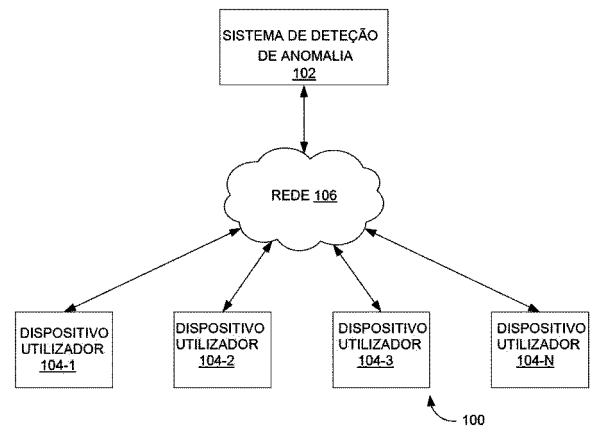 SISTEMA DE DETEÇÃO
DE ANOMALIA
102
REDE 106
DISPOSITIVO
UTILIZADOR
104-1
DISPOSITIVO
UTILIZADOR
104-2
DISPOSITIVO
UTILIZADOR
104-3
DISPOSITIVO
UTILIZADOR
104-N
100